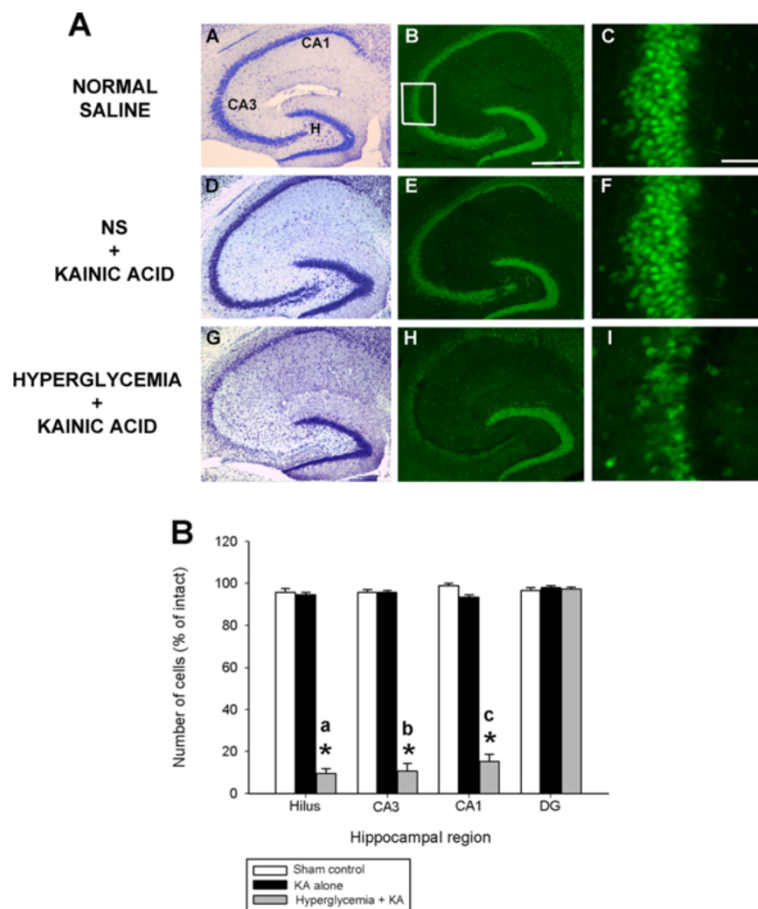 A
NORMAL
SALINE
A
CA1
CA3
H
B
C
NS
+
KAINIC ACID
D
E
F
HYPERGLYCEMIA
+
KAINIC ACID
G
H
I
B
Number of cells (% of intact)
120
100
80
60
40
20
0
a
*
b
*
c
*
Hilus
CA3
CA1
DG
Hippocampal region
Sham control
KA alone
Hyperglycemia + KA